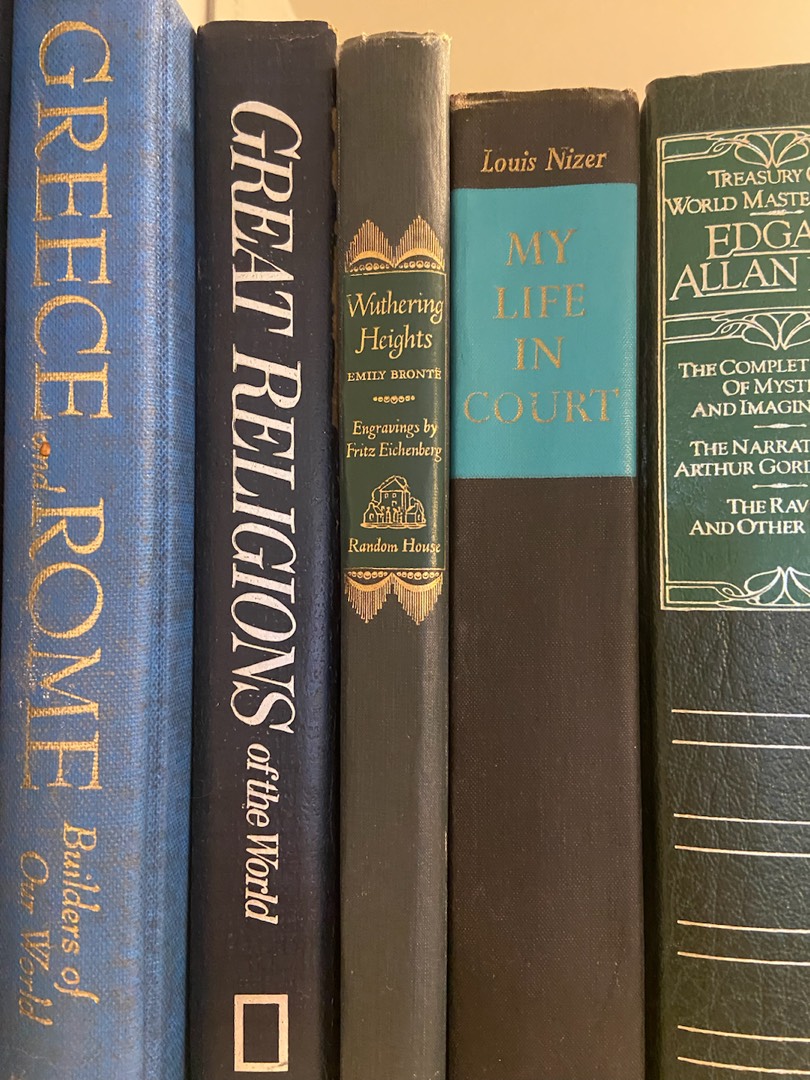 GREECE and ROME
Builders of
Our World
GREAT RELIGIONS of the World
Wuthering
Heights
EMILY BRONTË
Engravings by
Fritz Eichenberg
Random House
Louis Nizer
MY
LIFE
IN
COURT
TREASURY
WORLD MASTE
EDGA
ALLAN
THE COMPLET
OF MYST
AND IMAGIN
THE NARRAT
ARTHUR GORD
THE RAV
AND OTHER